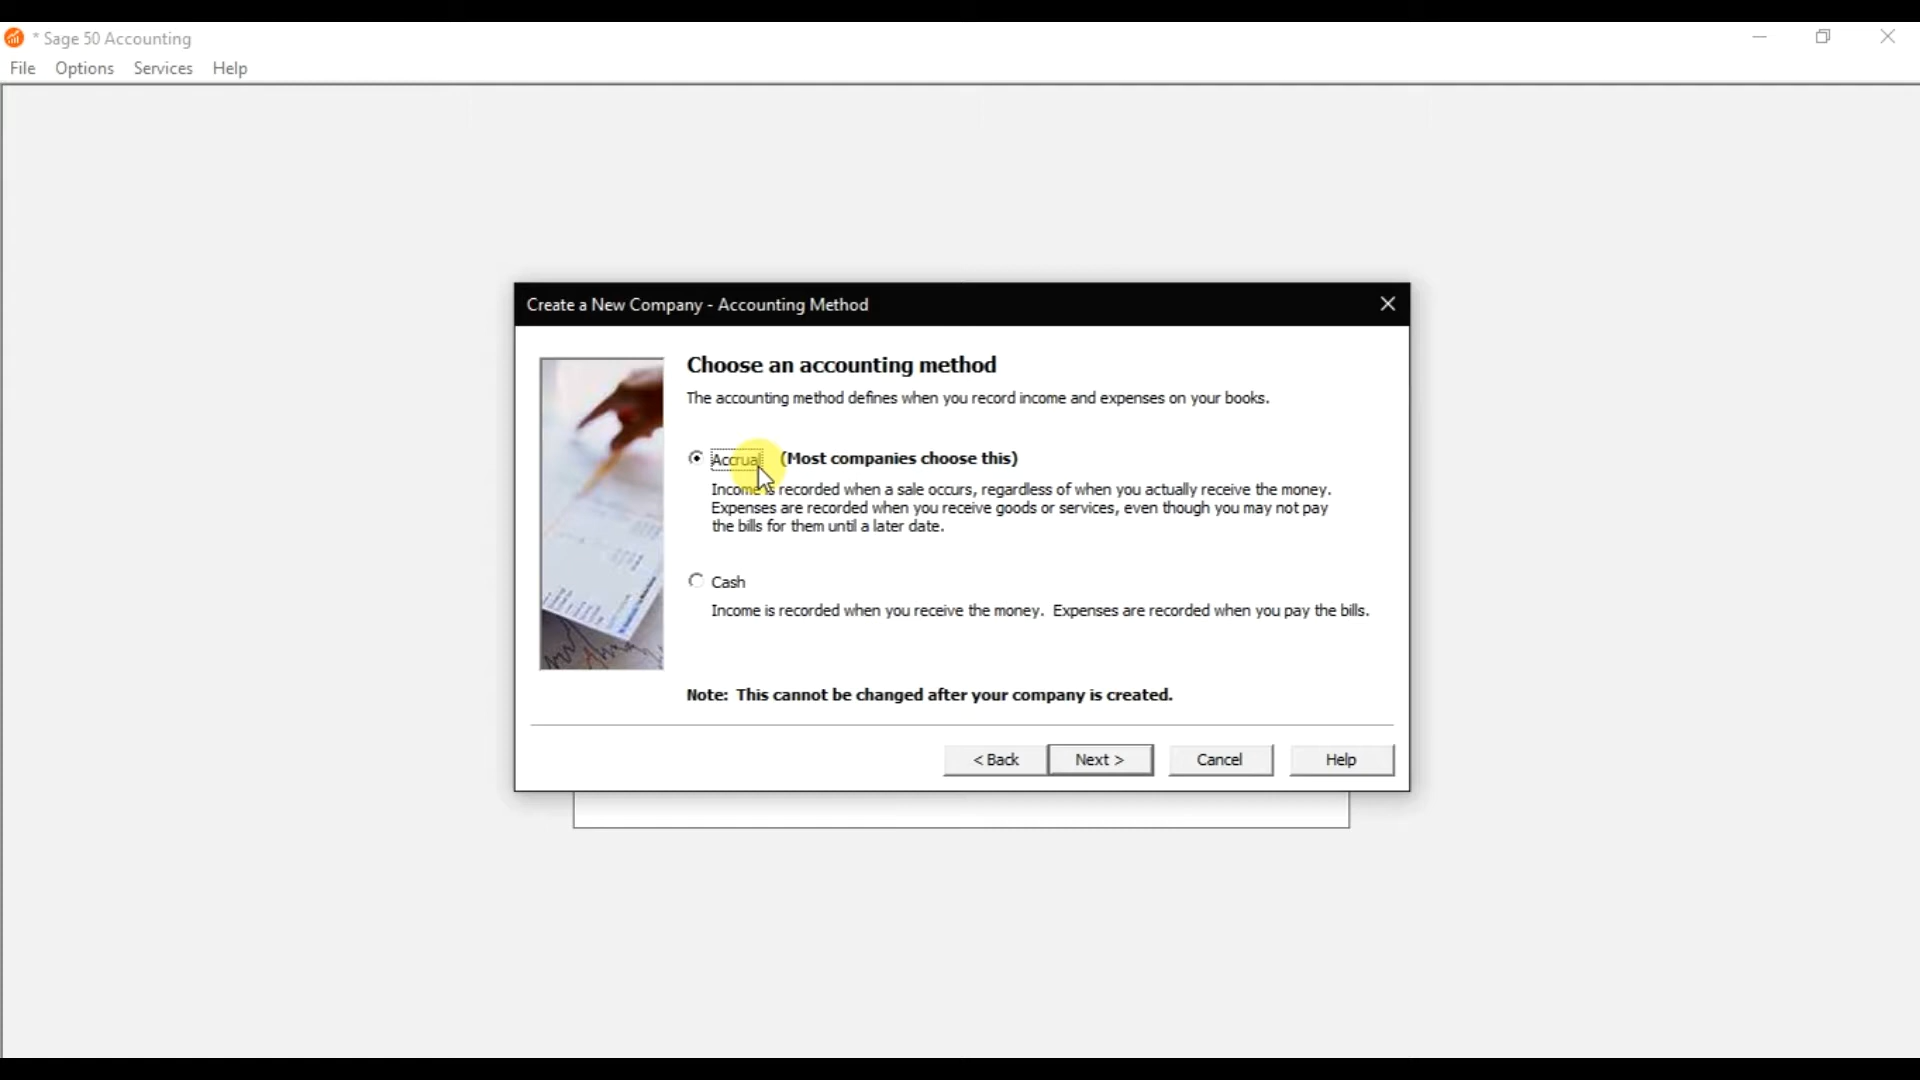 * Sage 50 Accounting
File Options Services Help
Create a New Company - Accounting Method
Choose an accounting method
The accounting method defines when you record income and expenses on your books.
Accrual (Most companies choose this)
Income is recorded when a sale occurs, regardless of when you actually receive the money.
Expenses are recorded when you receive goods or services, even though you may not pay
the bills for them until a later date.
Cash
Income is recorded when you receive the money. Expenses are recorded when you pay the bills.
Note: This cannot be changed after your company is created.
< Back Next > Cancel Help